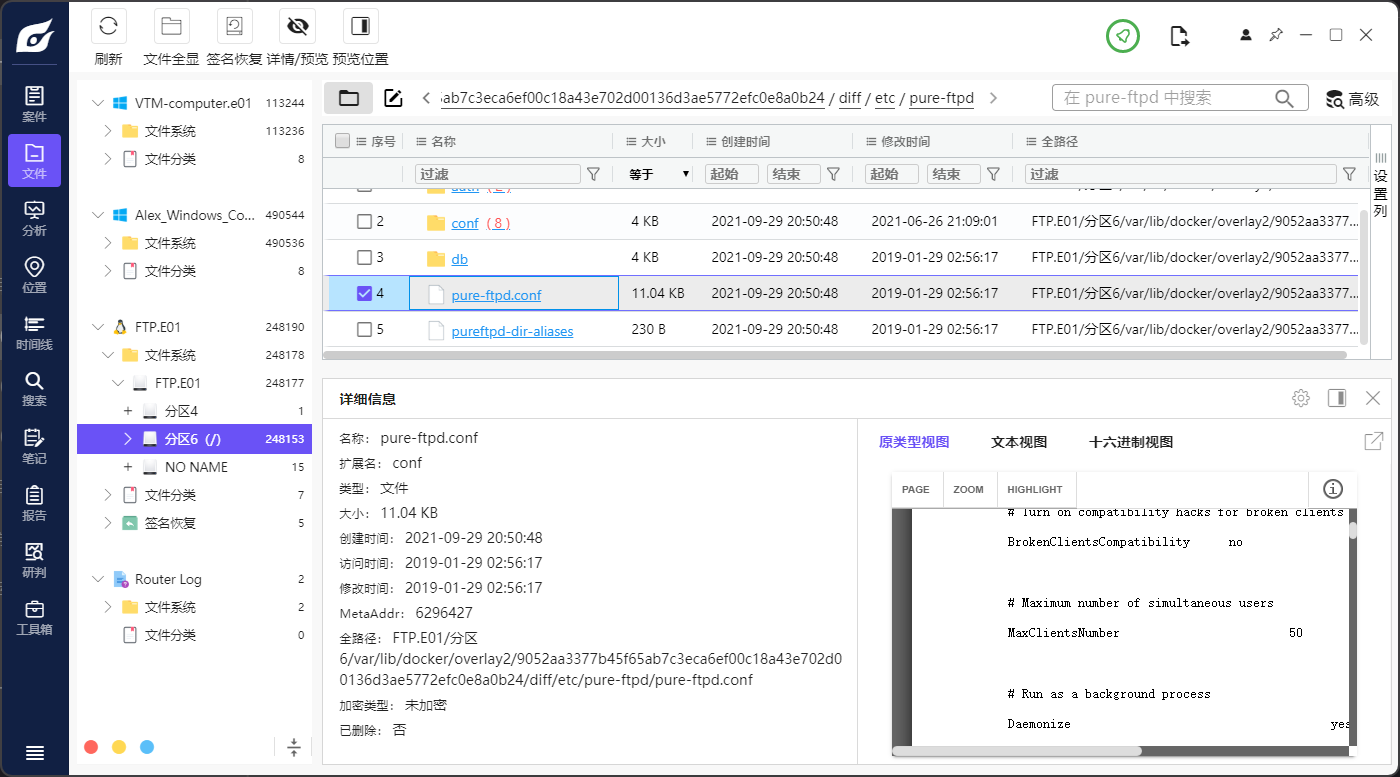 刷新
文件全显
签名恢复
详情/预览
预览位置
案件
文件
分析
位置
时间线
搜索
笔记
报告
研判
工具箱
VTM-computer.e01 113244
文件系统 113236
文件分类 8
Alex_Windows_Co... 490544
文件系统 490536
文件分类 8
FTP.E01 248190
文件系统 248178
FTP.E01 248177
分区4 1
分区6 (/) 248153
NO NAME 15
文件分类 7
签名恢复 5
Router Log 2
文件系统 2
文件分类 0
ab7c3eca6ef00c18a43e702d00136d3ae5772efc0e8a0b24 / diff / etc / pure-ftpd
在 pure-ftpd 中搜索
高级
序号 名称 大小 创建时间 修改时间 全路径
过滤 等于 起始 结束 起始 结束 过滤
设置列
2 conf ( 8 ) 4 KB 2021-09-29 20:50:48 2021-06-26 21:09:01 FTP.E01/分区6/var/lib/docker/overlay2/9052aa3377...
3 db 4 KB 2021-09-29 20:50:48 2019-01-29 02:56:17 FTP.E01/分区6/var/lib/docker/overlay2/9052aa3377...
4 pure-ftpd.conf 11.04 KB 2021-09-29 20:50:48 2019-01-29 02:56:17 FTP.E01/分区6/var/lib/docker/overlay2/9052aa3377...
5 pureftpd-dir-aliases 230 B 2021-09-29 20:50:48 2019-01-29 02:56:17 FTP.E01/分区6/var/lib/docker/overlay2/9052aa3377...
详细信息
名称： pure-ftpd.conf
扩展名： conf
类型： 文件
大小： 11.04 KB
创建时间： 2021-09-29 20:50:48
访问时间： 2019-01-29 02:56:17
修改时间： 2019-01-29 02:56:17
MetaAddr： 6296427
全路径： FTP.E01/分区
6/var/lib/docker/overlay2/9052aa3377b45f65ab7c3eca6ef00c18a43e702d0
0136d3ae5772efc0e8a0b24/diff/etc/pure-ftpd/pure-ftpd.conf
加密类型： 未加密
已删除： 否
原类型视图 文本视图 十六进制视图
PAGE ZOOM HIGHLIGHT
# Turn on compatibility hacks for broken clients
BrokenClientsCompatibility no
# Maximum number of simultaneous users
MaxClientsNumber 50
# Run as a background process
Daemonize yes